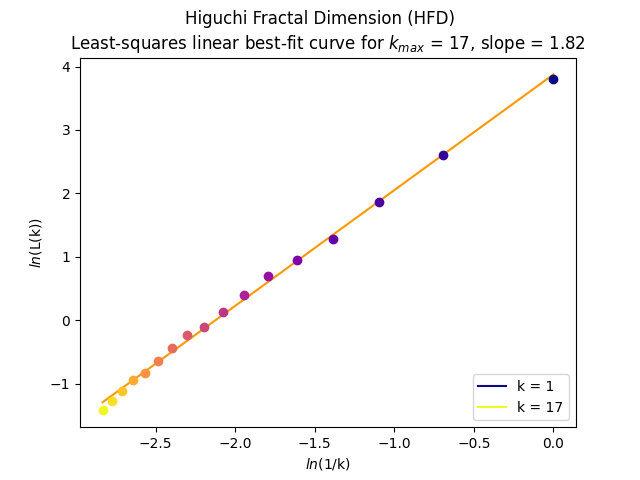 Higuchi Fractal Dimension (HFD)
Least-squares linear best-fit curve for k_max = 17, slope = 1.82
4
3
2
1
0
−1
ln(L(k))
−2.5 −2.0 −1.5 −1.0 −0.5 0.0
ln(1/k)
k = 1
k = 17